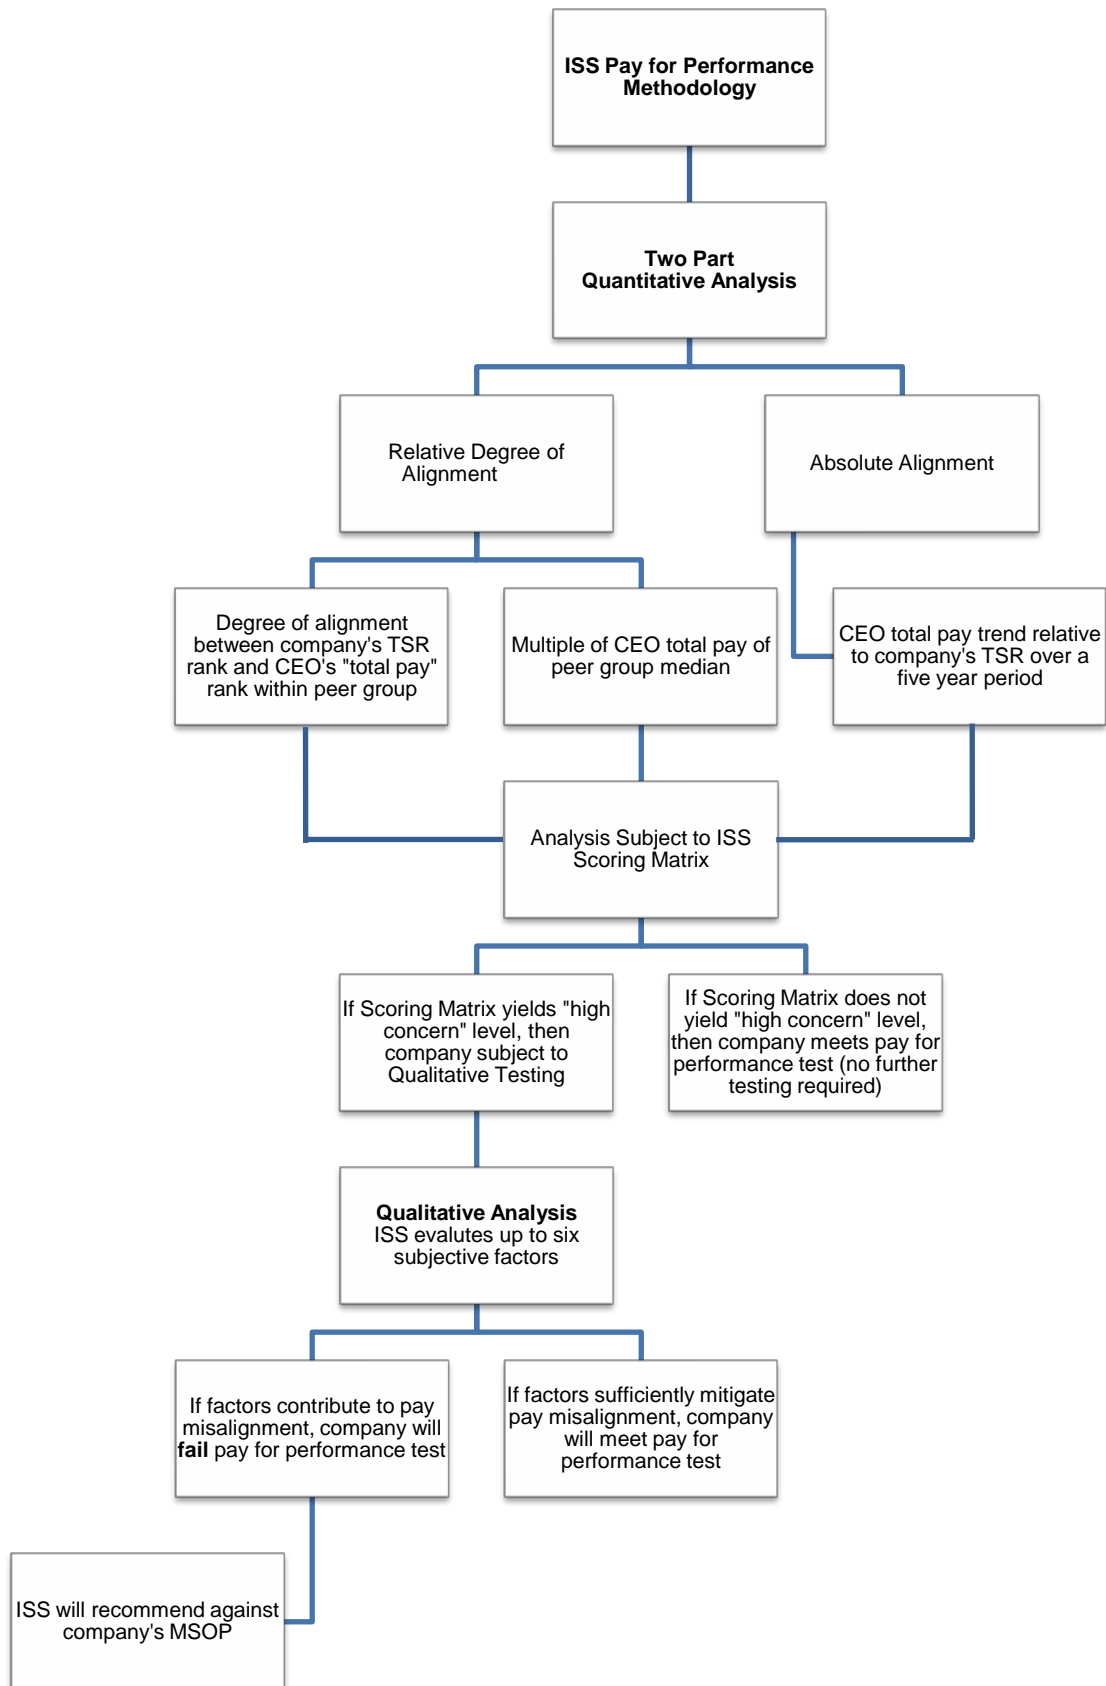 ISS Pay for Performance
Methodology
Two Part
Quantitative Analysis
Relative Degree of
Alignment
Absolute Alignment
Degree of alignment
between company's TSR
rank and CEO's "total pay"
rank within peer group
Multiple of CEO total pay of
peer group median
CEO total pay trend relative
to company's TSR over a
five year period
Analysis Subject to ISS
Scoring Matrix
If Scoring Matrix yields "high
concern" level, then
company subject to
Qualitative Testing
If Scoring Matrix does not
yield "high concern" level,
then company meets pay for
performance test (no further
testing required)
Qualitative Analysis
ISS evalutes up to six
subjective factors
If factors contribute to pay
misalignment, company will
fail pay for performance test
If factors sufficiently mitigate
pay misalignment, company
will meet pay for
performance test
ISS will recommend against
company's MSOP